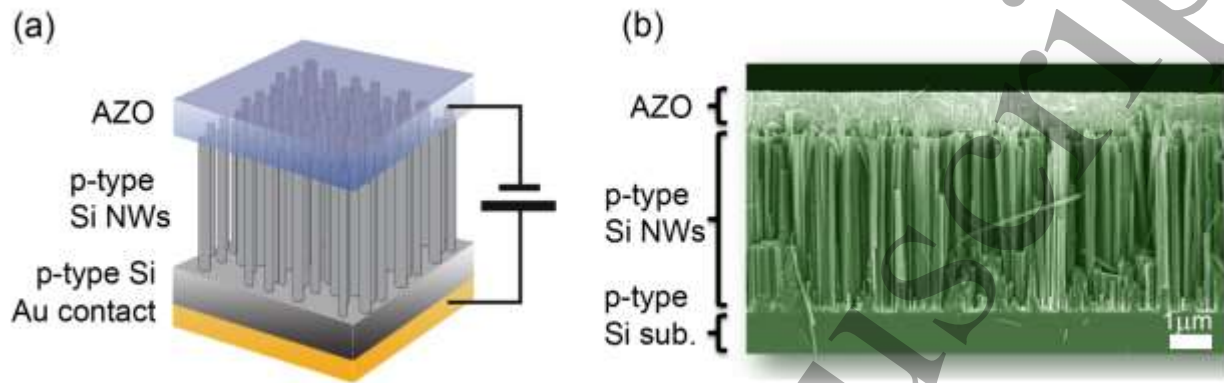 (a)
AZO
p-type
Si NWs
p-type Si
Au contact
(b)
AZO
p-type
Si NWs
p-type
Si sub.
1μm